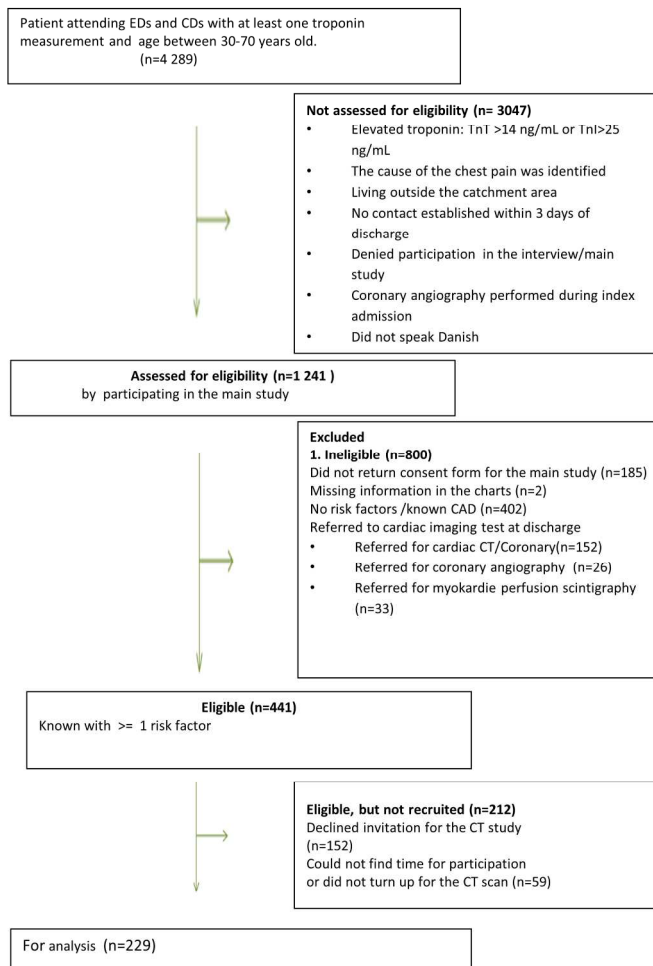 Patient attending EDs and CDs with at least one troponin
measurement and age between 30-70 years old.
(n=4 289)
Not assessed for eligibility (n= 3047)
• Elevated troponin: TnT >14 ng/mL or TnI>25
ng/mL
• The cause of the chest pain was identified
• Living outside the catchment area
• No contact established within 3 days of
discharge
• Denied participation in the interview/main
study
• Coronary angiography performed during index
admission
• Did not speak Danish
Assessed for eligibility (n=1 241 )
by participating in the main study
Excluded
1. Ineligible (n=800)
Did not return consent form for the main study (n=185)
Missing information in the charts (n=2)
No risk factors /known CAD (n=402)
Referred to cardiac imaging test at discharge
• Referred for cardiac CT/Coronary(n=152)
• Referred for coronary angiography (n=26)
• Referred for myokardie perfusion scintigraphy
(n=33)
Eligible (n=441)
Known with >= 1 risk factor
Eligible, but not recruited (n=212)
Declined invitation for the CT study
(n=152)
Could not find time for participation
or did not turn up for the CT scan (n=59)
For analysis (n=229)